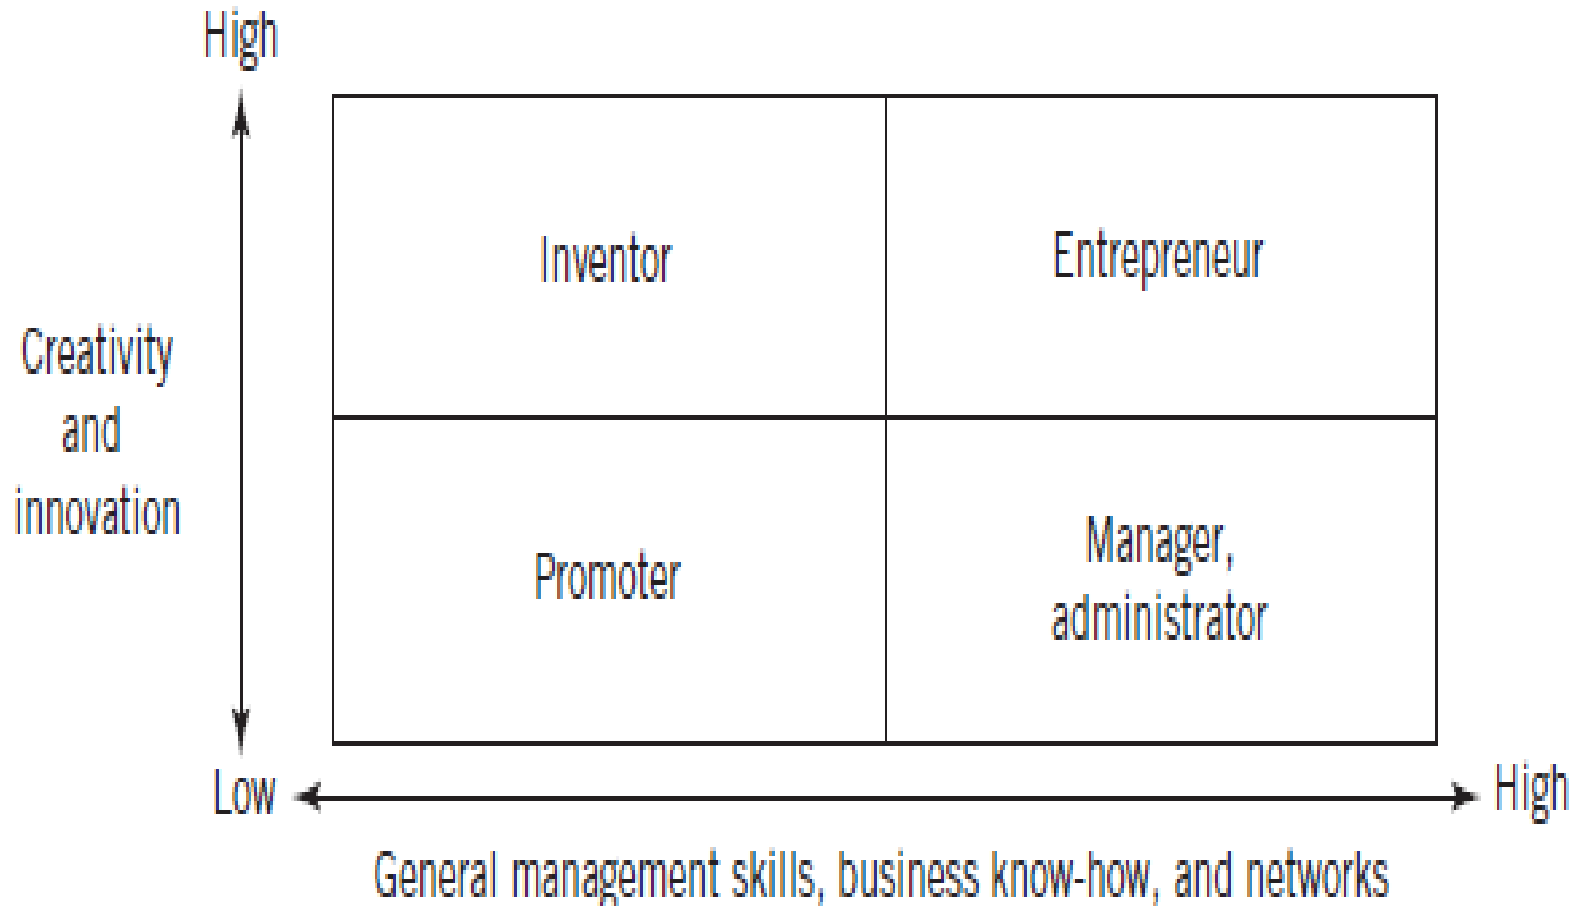 High
Inventor
Entrepreneur
Creativity
and
innovation
Promoter
Manager,
administrator
Low
High
General management skills, business know-how, and networks